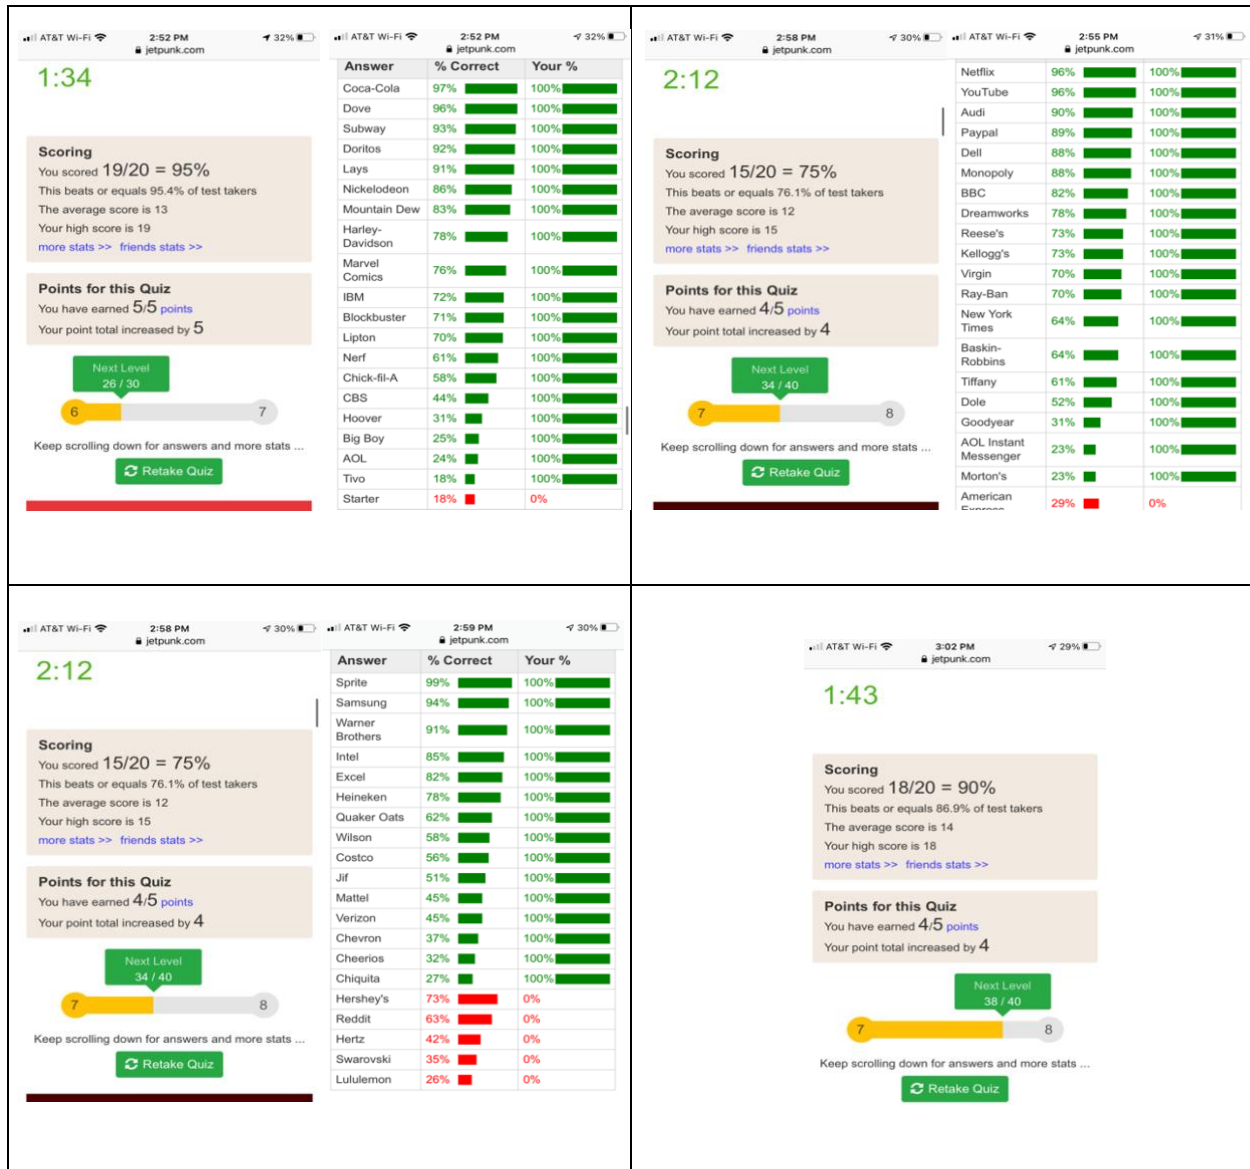 AT&T Wi-Fi 2:52 PM 32%
jetpunk.com
1:34
Scoring
You scored 19/20 = 95%
This beats or equals 95.4% of test takers
The average score is 13
Your high score is 19
more stats >> friends stats >>
Points for this Quiz
You have earned 5/5 points
Your point total increased by 5
Next Level
26 / 30
6 7
Keep scrolling down for answers and more stats ...
Retake Quiz
AT&T Wi-Fi 2:52 PM 32%
jetpunk.com
Answer % Correct Your %
Coca-Cola 97% 100%
Dove 96% 100%
Subway 93% 100%
Doritos 92% 100%
Lays 91% 100%
Nickelodeon 86% 100%
Mountain Dew 83% 100%
Harley-
Davidson 78% 100%
Marvel
Comics 76% 100%
IBM 72% 100%
Blockbuster 71% 100%
Lipton 70% 100%
Nerf 61% 100%
Chick-fil-A 58% 100%
CBS 44% 100%
Hoover 31% 100%
Big Boy 25% 100%
AOL 24% 100%
Tivo 18% 100%
Starter 18% 0%
AT&T Wi-Fi 2:58 PM 30%
jetpunk.com
2:12
Scoring
You scored 15/20 = 75%
This beats or equals 76.1% of test takers
The average score is 12
Your high score is 15
more stats >> friends stats >>
Points for this Quiz
You have earned 4/5 points
Your point total increased by 4
Next Level
34 / 40
7 8
Keep scrolling down for answers and more stats ...
Retake Quiz
AT&T Wi-Fi 2:55 PM 31%
jetpunk.com
Netflix 96% 100%
YouTube 96% 100%
Audi 90% 100%
Paypal 89% 100%
Dell 88% 100%
Monopoly 88% 100%
BBC 82% 100%
Dreamworks 78% 100%
Reese's 73% 100%
Kellogg's 73% 100%
Virgin 70% 100%
Ray-Ban 70% 100%
New York
Times 64% 100%
Baskin-
Robbins 64% 100%
Tiffany 61% 100%
Dole 52% 100%
Goodyear 31% 100%
AOL Instant
Messenger 23% 100%
Morton's 23% 100%
American
Express 29% 0%
AT&T Wi-Fi 2:58 PM 30%
jetpunk.com
2:12
Scoring
You scored 15/20 = 75%
This beats or equals 76.1% of test takers
The average score is 12
Your high score is 15
more stats >> friends stats >>
Points for this Quiz
You have earned 4/5 points
Your point total increased by 4
Next Level
34 / 40
7 8
Keep scrolling down for answers and more stats ...
Retake Quiz
AT&T Wi-Fi 2:59 PM 30%
jetpunk.com
Answer % Correct Your %
Sprite 99% 100%
Samsung 94% 100%
Warner
Brothers 91% 100%
Intel 85% 100%
Excel 82% 100%
Heineken 78% 100%
Quaker Oats 62% 100%
Wilson 58% 100%
Costco 56% 100%
Jif 51% 100%
Mattel 45% 100%
Verizon 45% 100%
Chevron 37% 100%
Cheerios 32% 100%
Chiquita 27% 100%
Hershey's 73% 0%
Reddit 63% 0%
Hertz 42% 0%
Swarovski 35% 0%
Lululemon 26% 0%
AT&T Wi-Fi 3:02 PM 29%
jetpunk.com
1:43
Scoring
You scored 18/20 = 90%
This beats or equals 86.9% of test takers
The average score is 14
Your high score is 18
more stats >> friends stats >>
Points for this Quiz
You have earned 4/5 points
Your point total increased by 4
Next Level
38 / 40
7 8
Keep scrolling down for answers and more stats ...
Retake Quiz